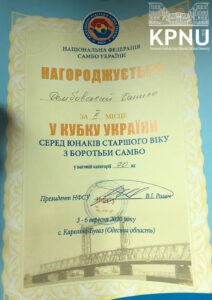 KPNU
НАЦІОНАЛЬНА ФЕДЕРАЦІЯ
САМБО УКРАЇНИ
НАГОРОДЖУЄТЬСЯ
ЗА МІСЦЕ
У КУБКУ УКРАЇНИ
СЕРЕД ЮНАКІВ СТАРШОГО ВІКУ
З БОРОТЬБИ САМБО
у ваговій категорії кг
Президент НФСУ
3 - 6 вересня 2020 року
с. Кароліно-Бугаз (Одеська область)